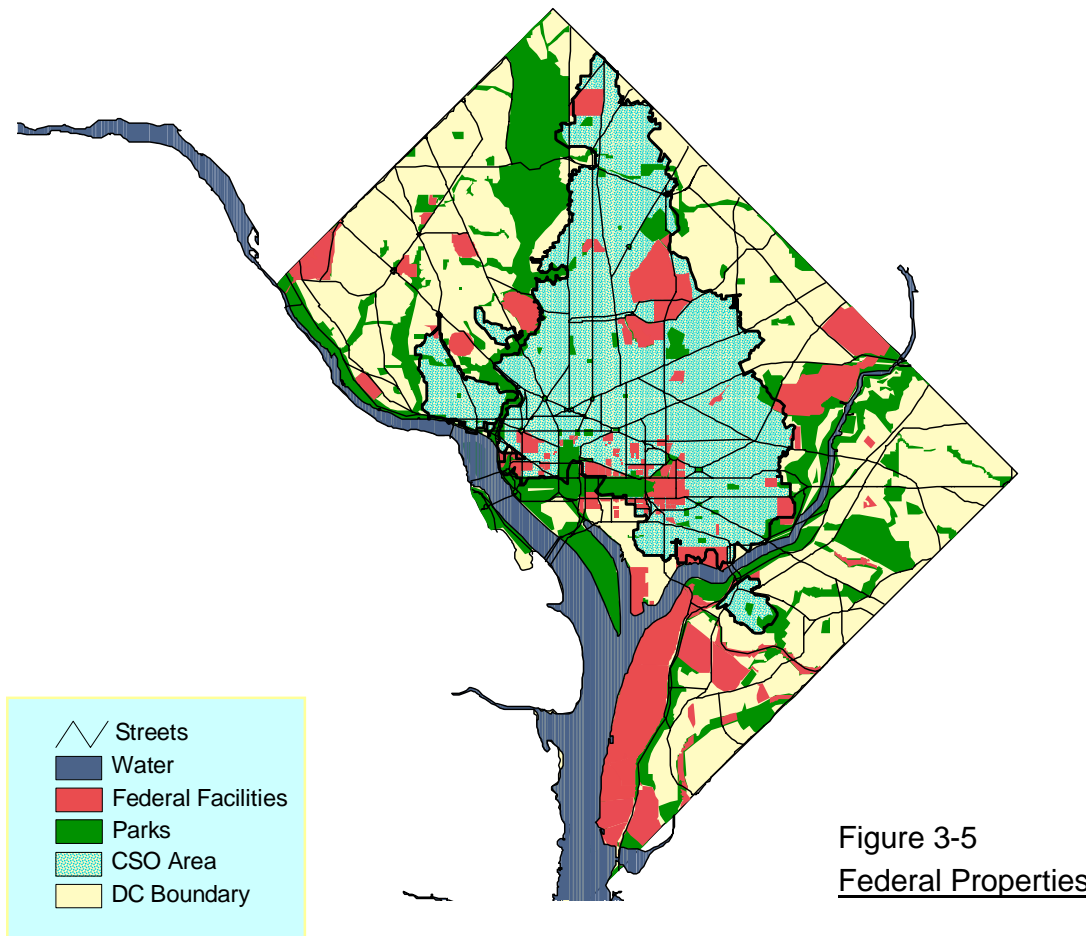 Streets
Water
Federal Facilities
Parks
CSO Area
DC Boundary
Figure 3-5
Federal Properties